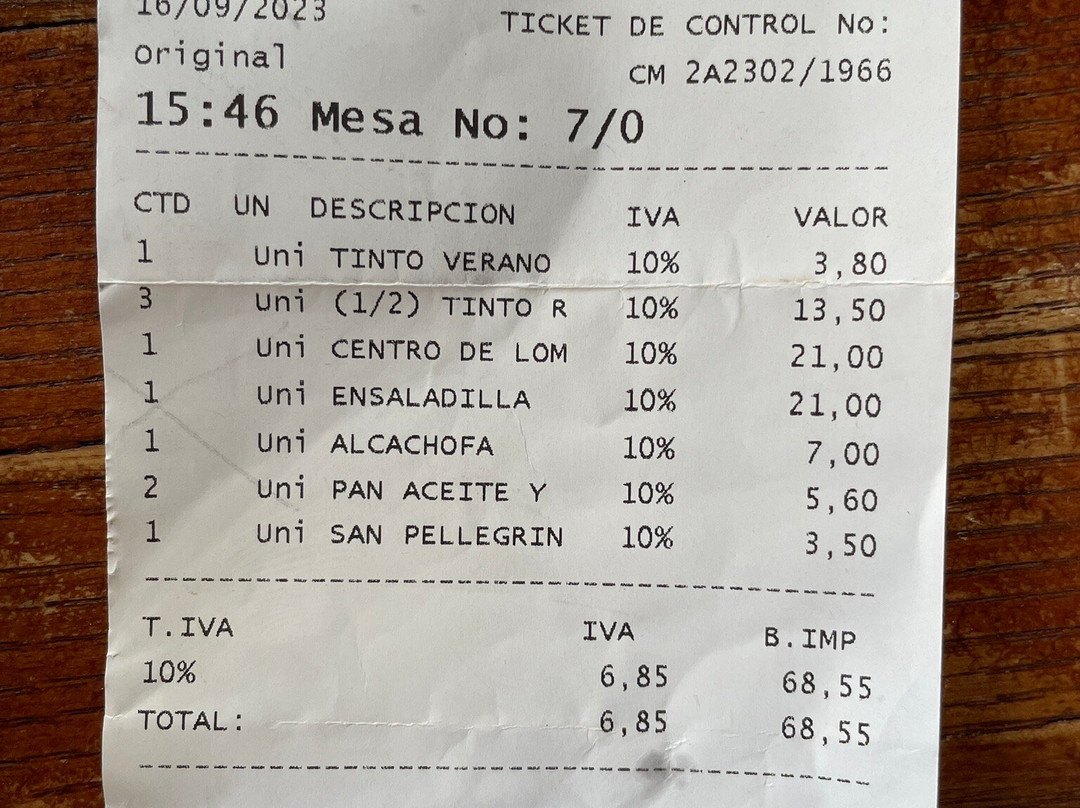 16/09/2023 TICKET DE CONTROL No:
original CM 2A2302/1966
15:46 Mesa No: 7/0
CTD UN DESCRIPCION IVA VALOR
1 Uni TINTO VERANO 10% 3,80
3 Uni (1/2) TINTO R 10% 13,50
1 Uni CENTRO DE LOM 10% 21,00
1 Uni ENSALADILLA 10% 21,00
1 Uni ALCACHOFA 10% 7,00
2 Uni PAN ACEITE Y 10% 5,60
1 Uni SAN PELLEGRIN 10% 3,50
T.IVA IVA B.IMP
10% 6,85 68,55
TOTAL: 6,85 68,55